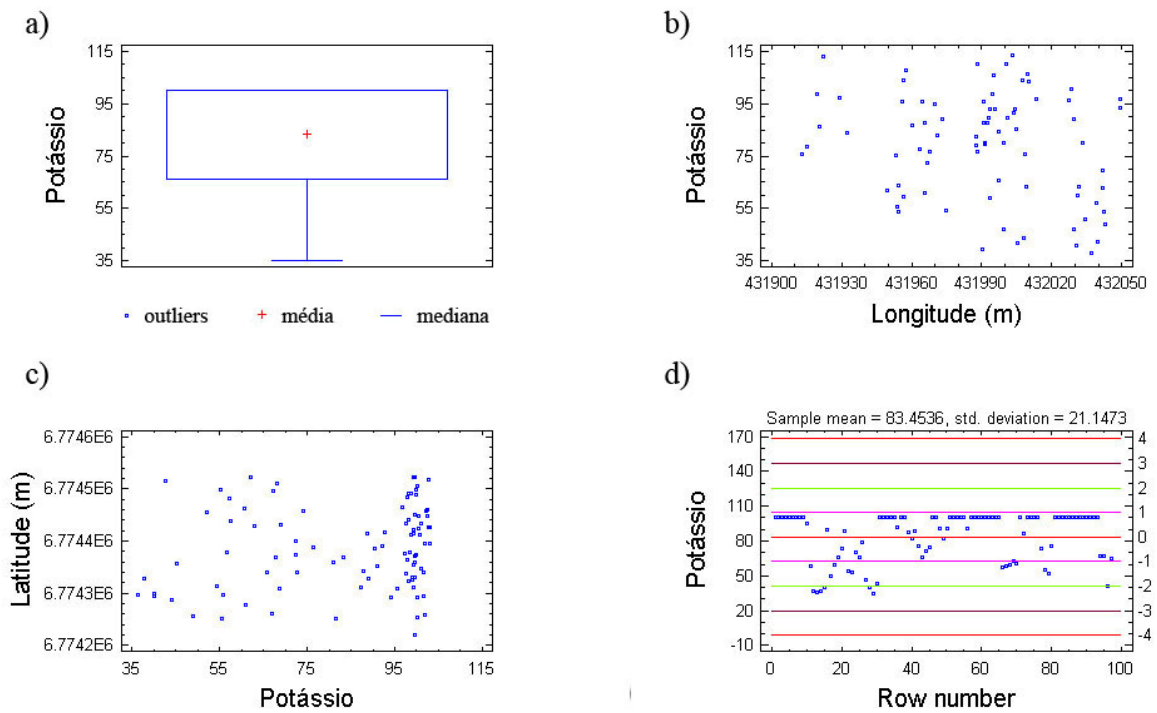 a)
115
95
75
55
35
Potássio
outliers média mediana
b)
115
95
75
55
35
Potássio
431900 431930 431960 431990 432020 432050
Longitude (m)
c)
6.7746E6
6.7745E6
6.7744E6
6.7743E6
6.7742E6
Latitude (m)
35 55 75 95 115
Potássio
d)
Sample mean = 83.4536, std. deviation = 21.1473
170 4
140 3
110 2
80 1
50 0
20 -1
-10 -2
-3
-4
Potássio
0 20 40 60 80 100
Row number